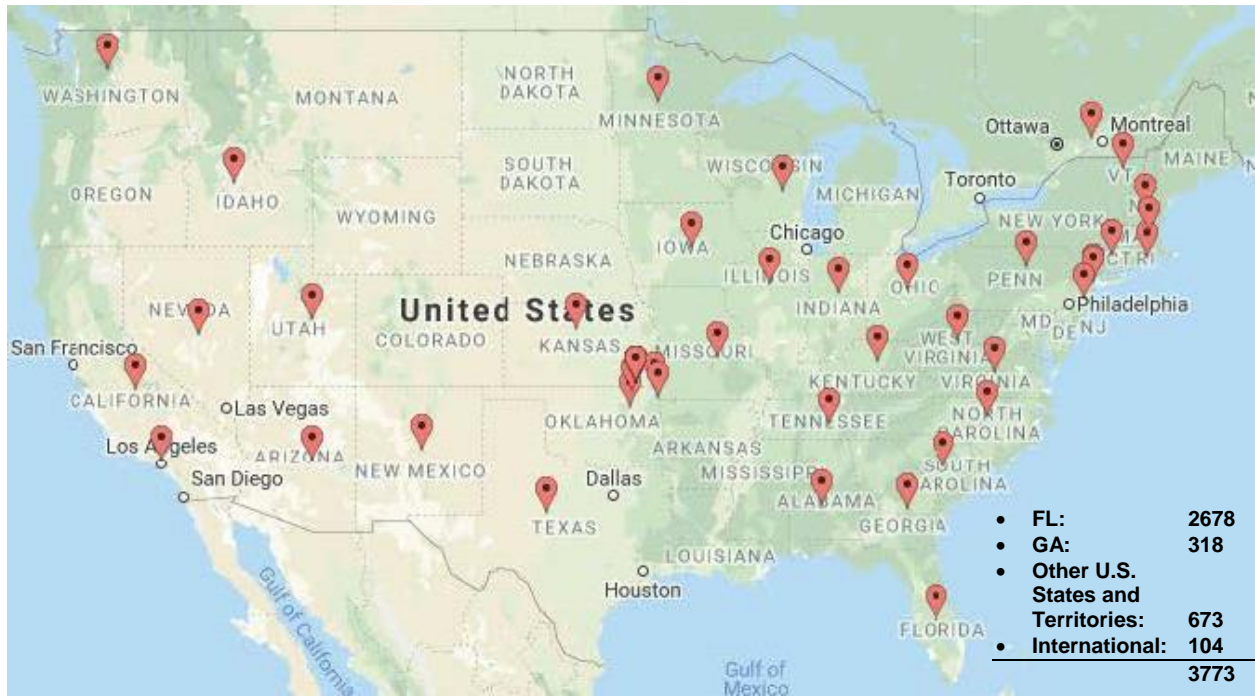 NORTH
DAKOTA
WASHINGTON
MONTANA
MINNESOTA
Ottawa
Montreal
VT
MAINE
SOUTH
DAKOTA
WISCONSIN
MICHIGAN
Toronto
OREGON
IDAHO
WYOMING
NEW YORK
MA
IOWA
Chicago
NEBRASKA
ILLINOIS
INDIANA
OHIO
PENN
CT RI
NEVADA
UTAH
United States
COLORADO
KANSAS
MISSOURI
WEST
VIRGINIA
MD
DE
NJ
Philadelphia
San Francisco
CALIFORNIA
KENTUCKY
VIRGINIA
Las Vegas
OKLAHOMA
TENNESSEE
NORTH
CAROLINA
Los Angeles
ARIZONA
NEW MEXICO
ARKANSAS
San Diego
Dallas
MISSISSIPPI
SOUTH
CAROLINA
ALABAMA
TEXAS
GEORGIA
LOUISIANA
Houston
Gulf of California
FLORIDA
Gulf of
Mexico
• FL: 2678
• GA: 318
• Other U.S.
States and
Territories: 673
• International: 104
3773